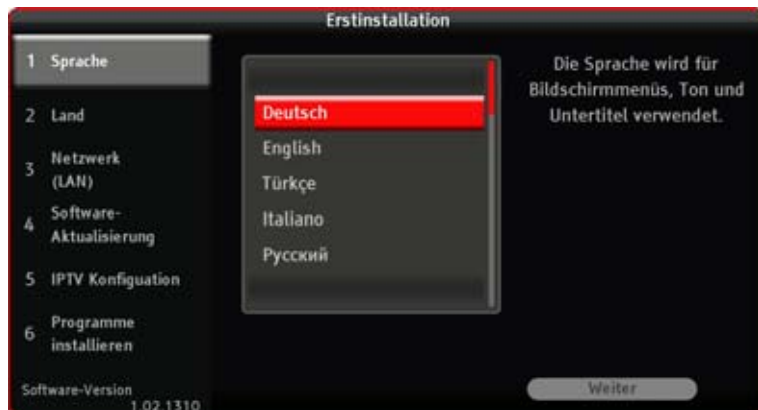 Erstinstallation
1 Sprache
2 Land
3 Netzwerk
(LAN)
4 Software-
Aktualisierung
5 IPTV Konfiguation
6 Programme
installieren
Software-Version
1.02.1310
Deutsch
English
Türkçe
Italiano
Русский
Die Sprache wird für
Bildschirmmenüs, Ton und
Untertitel verwendet.
Weiter